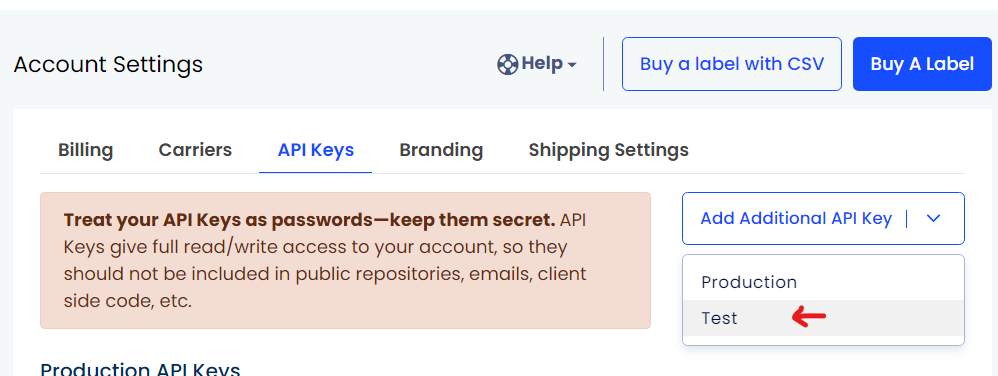 Account Settings
Help
Buy a label with CSV
Buy A Label
Billing
Carriers
API Keys
Branding
Shipping Settings
Treat your API Keys as passwords—keep them secret. API
Keys give full read/write access to your account, so they
should not be included in public repositories, emails, client
side code, etc.
Add Additional API Key
Production
Test
Production API Keys